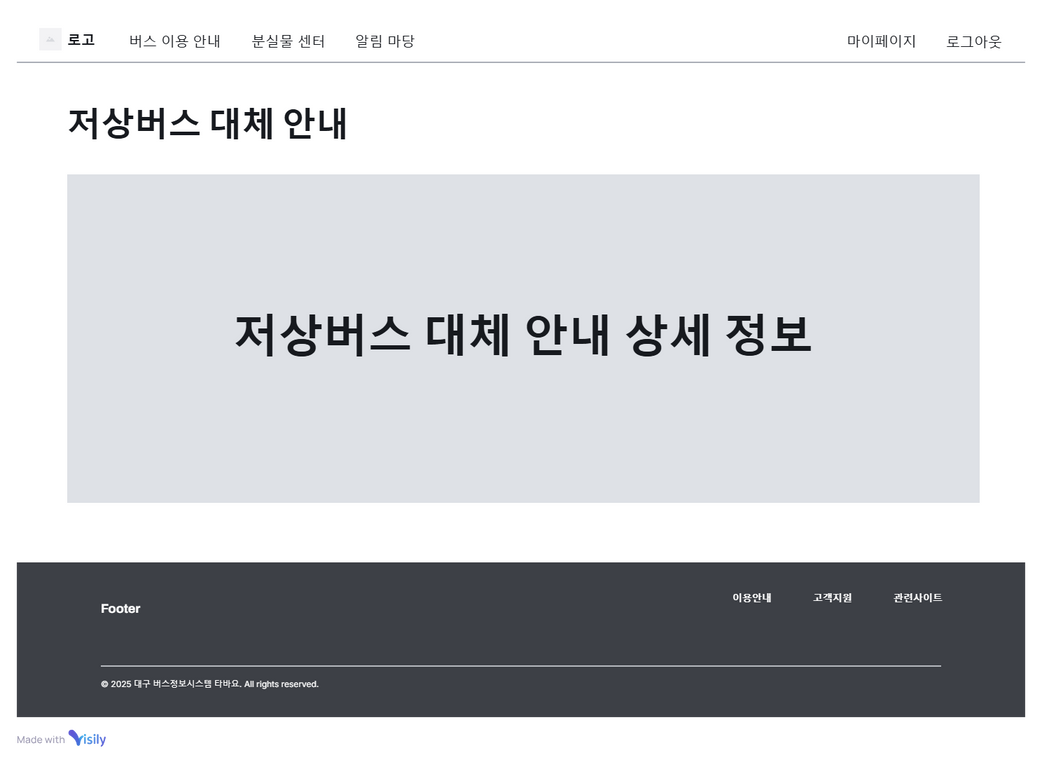 로고 버스 이용 안내 분실물 센터 알림 마당 마이페이지 로그아웃
저상버스 대체 안내
저상버스 대체 안내 상세 정보
이용안내 고객지원 관련사이트
Footer
© 2025 대구 버스정보시스템 타바요. All rights reserved.
Made with Visily